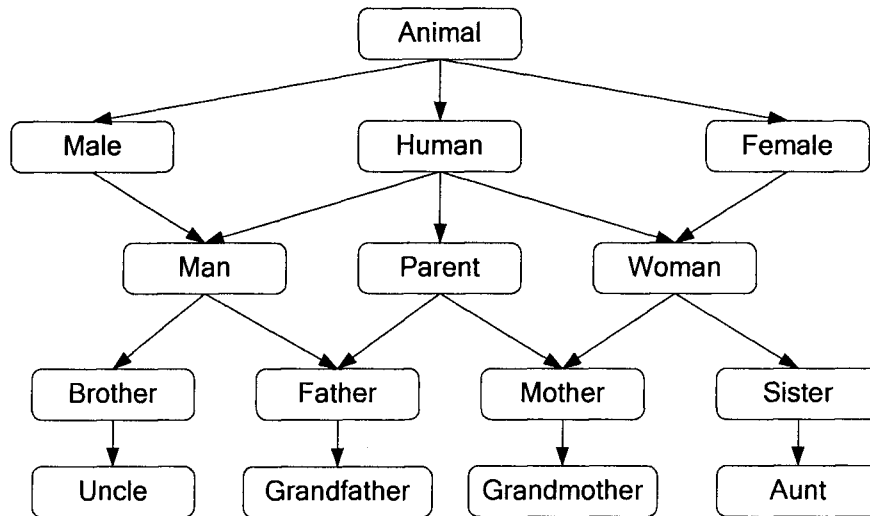 Animal
Male
Human
Female
Man
Parent
Woman
Brother
Father
Mother
Sister
Uncle
Grandfather
Grandmother
Aunt